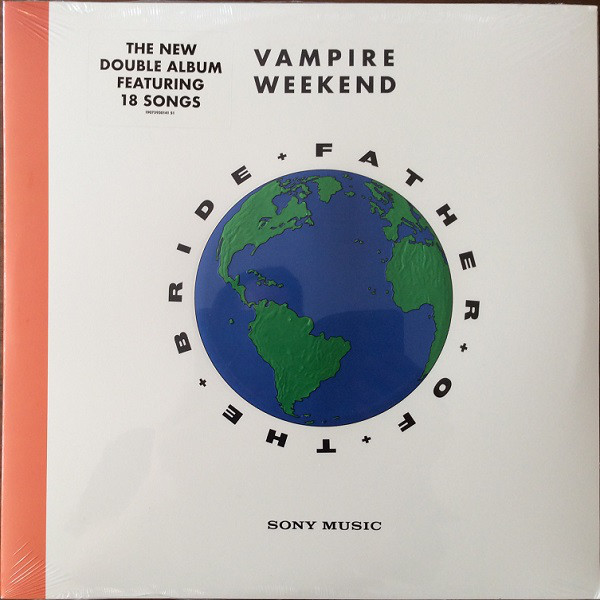 THE NEW
DOUBLE ALBUM
FEATURING
18 SONGS
VAMPIRE
WEEKEND
FATHER + OF + THE + BRIDE +
SONY MUSIC